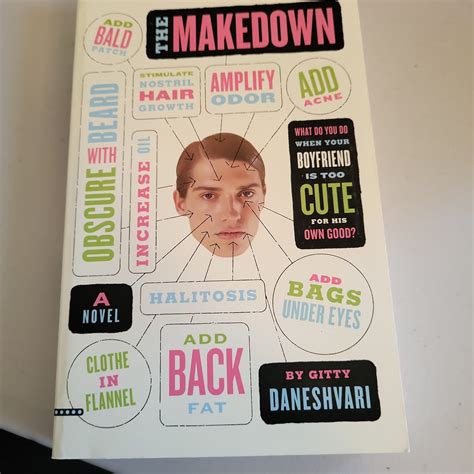 ADD
BALD
PATCH
THE MAKEDOWN
STIMULATE
NOSTRIL
HAIR
GROWTH
AMPLIFY
ODOR
ADD
ACNE
OBSCURE
WITH BEARD
INCREASE OIL
WHAT DO YOU DO
WHEN YOUR
BOYFRIEND
IS TOO
CUTE
FOR HIS
OWN GOOD?
A
NOVEL
HALITOSIS
ADD
BAGS
UNDER EYES
CLOTHE
IN
FLANNEL
ADD
BACK
FAT
BY GITTY
DANESHVARI